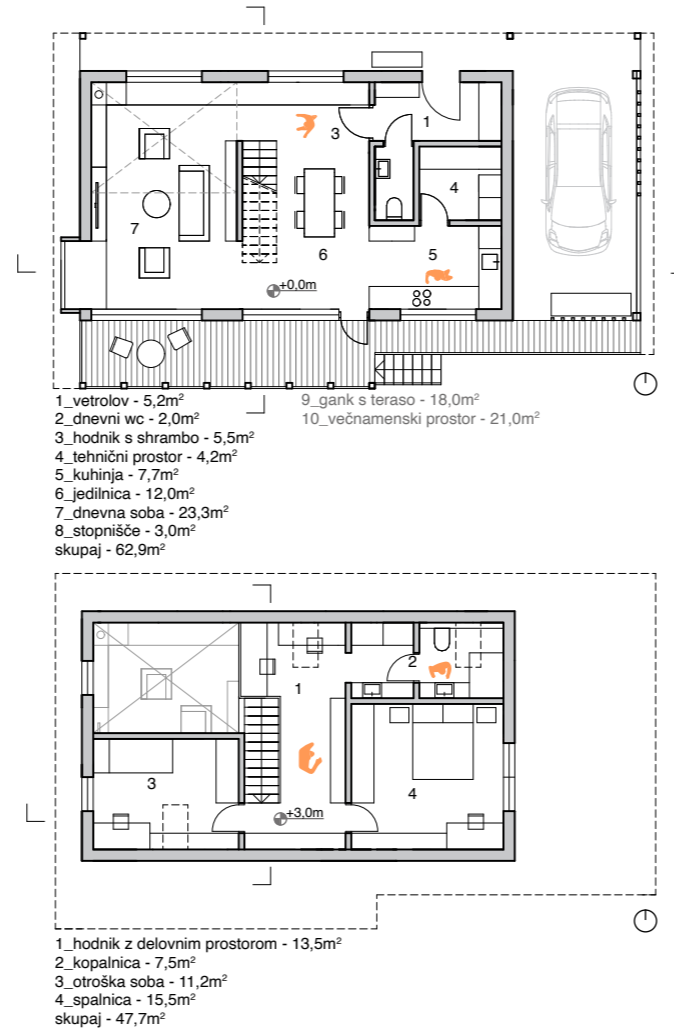 1
3
4
7
6
5
+0,0m
1_vetrolov - 5,2m²
2_dnevni wc - 2,0m²
3_hodnik s shrambo - 5,5m²
4_tehnični prostor - 4,2m²
5_kuhinja - 7,7m²
6_jedilnica - 12,0m²
7_dnevna soba - 23,3m²
8_stopnišče - 3,0m²
skupaj - 62,9m²
9_gank s teraso - 18,0m²
10_večnamenski prostor - 21,0m²
2
1
3
4
+3,0m
1_hodnik z delovnim prostorom - 13,5m²
2_kopalnica - 7,5m²
3_otroška soba - 11,2m²
4_spalnica - 15,5m²
skupaj - 47,7m²